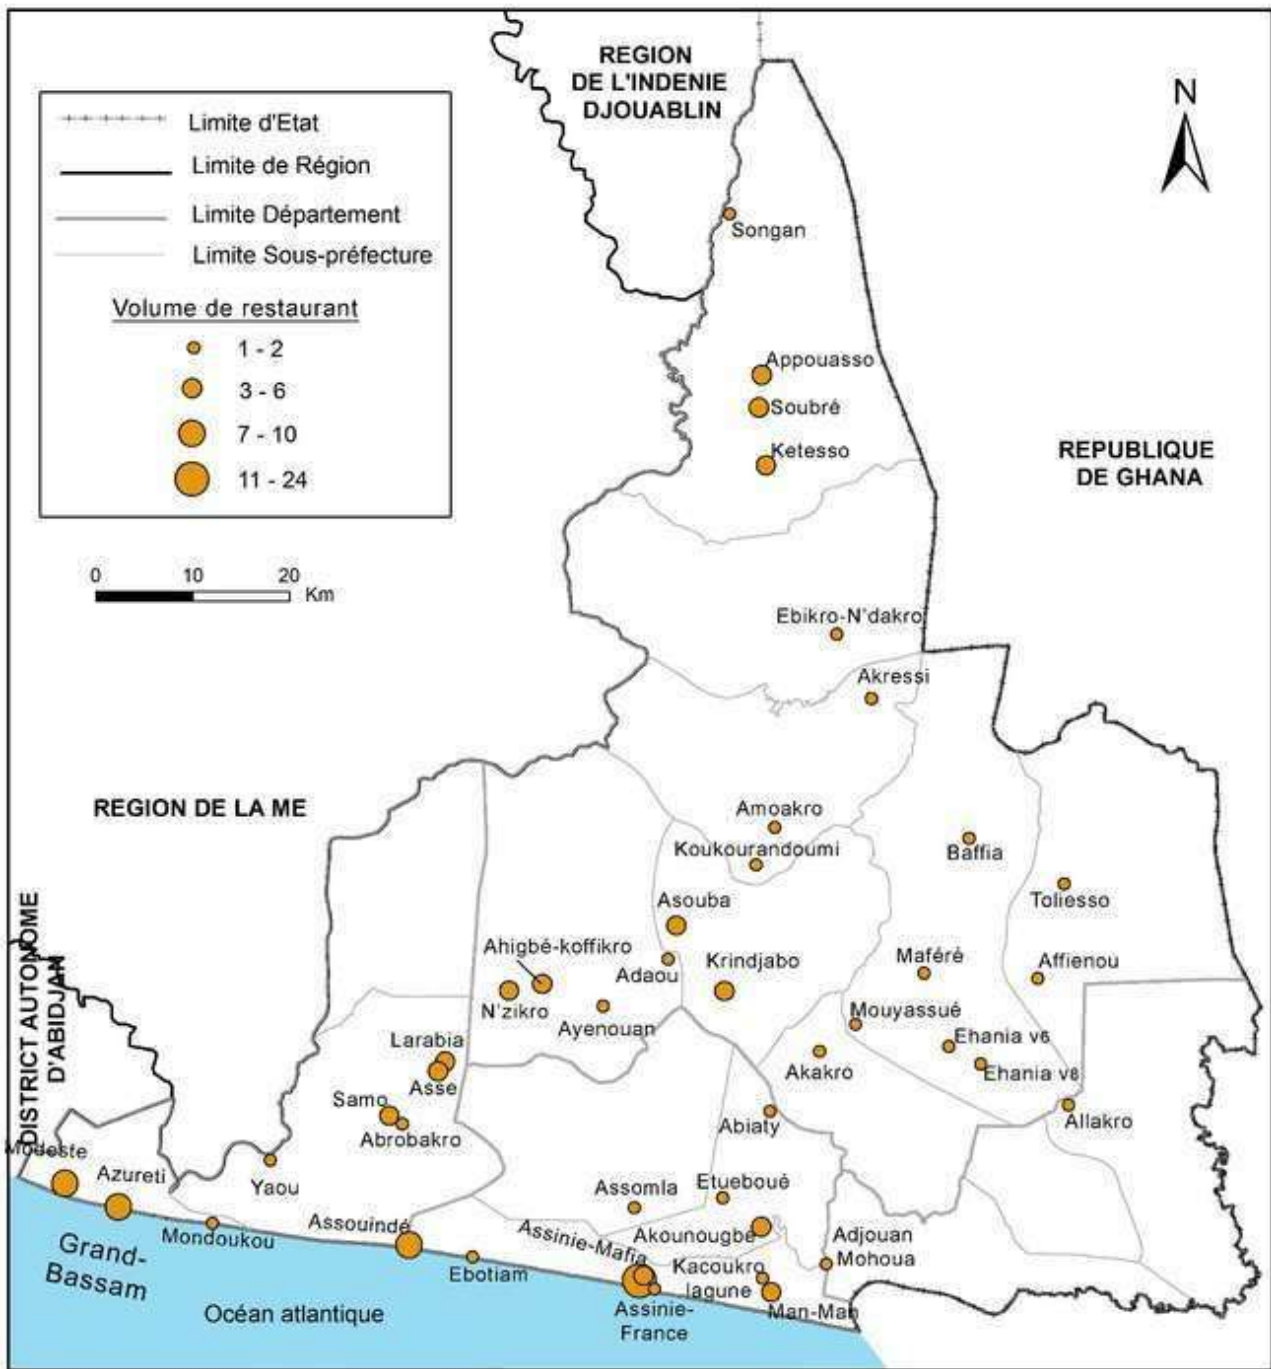 REGION
DE L'INDENIE
DJOUABLIN
N
Limite d'Etat
Limite de Région
Limite Département
Limite Sous-préfecture
Volume de restaurant
1 - 2
3 - 6
7 - 10
11 - 24
0 10 20
Km
Songan
Appouasso
Soubré
Ketesso
REPUBLIQUE
DE GHANA
Ebikro-N'dakro
Akressi
REGION DE LA ME
Amoakro
Koukourandoumi
Baffia
Toliesso
Asouba
Ahigbé-koffikro
Adaou
Krindjabo
Maféré
Affienou
N'zikro
Ayenouan
Mouyassué
DISTRICT AUTONOME
D'ABIDJAN
Larabia
Asse
Akakro
Ehania v6
Ehania v8
Samo
Abrobakro
Abiaty
Allakro
Modeste
Azureti
Yaou
Assomla
Etueboué
Mondoukou
Assouindé
Assinie-Mafia
Akounougbé
Adjouan
Mohoua
Grand-
Bassam
Ebotiam
Kacoukro
lagune
Man-Man
Assinie-
France
Océan atlantique